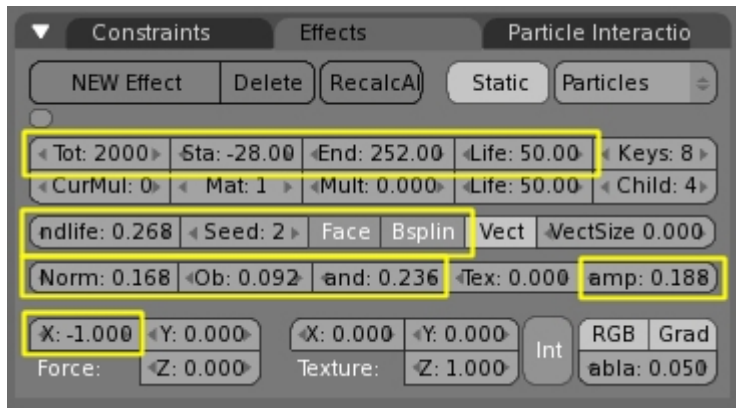 Constraints Effects Particle Interactio
NEW Effect Delete RecalcAl Static Particles
Tot: 2000 Sta: -28.00 End: 252.00 Life: 50.00 Keys: 8
CurMul: 0 Mat: 1 Mult: 0.000 Life: 50.00 Child: 4
ndlife: 0.268 Seed: 2 Face Bsplin Vect VectSize 0.000
Norm: 0.168 Ob: 0.092 and: 0.236 Tex: 0.000 amp: 0.188
X: -1.000 Y: 0.000 X: 0.000 Y: 0.000 Int RGB Grad
Force: Z: 0.000 Texture: Z: 1.000 abla: 0.050